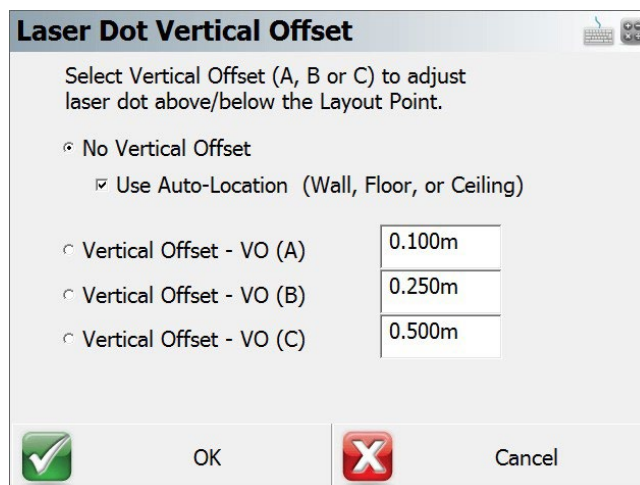 Laser Dot Vertical Offset
Select Vertical Offset (A, B or C) to adjust
laser dot above/below the Layout Point.
No Vertical Offset
Use Auto-Location (Wall, Floor, or Ceiling)
Vertical Offset - VO (A) 0.100m
Vertical Offset - VO (B) 0.250m
Vertical Offset - VO (C) 0.500m
OK Cancel